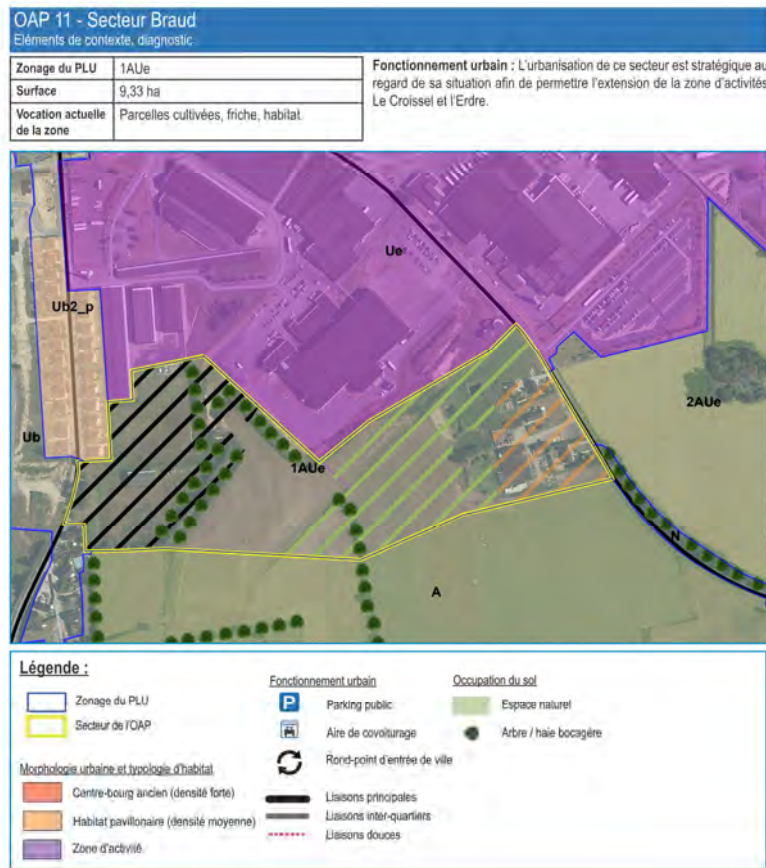 OAP 11 - Secteur Braud
Eléments de contexte, diagnostic
Zonage du PLU 1AUe
Surface 9,33 ha
Vocation actuelle de la zone Parcelles cultivées, friche, habitat
Fonctionnement urbain : L'urbanisation de ce secteur est stratégique au
regard de sa situation afin de permettre l'extension de la zone d'activités
Le Croissel et l'Erdre.
Ue
Ub2_p
2AUe
Ub
1AUe
N
A
Légende :
Zonage du PLU
Secteur de l'OAP
Morphologie urbaine et typologie d'habitat
Centre-bourg ancien (densité forte)
Habitat pavillonaire (densité moyenne)
Zone d'activité
Fonctionnement urbain
P Parking public
Aire de covoiturage
Rond-point d'entrée de ville
Liaisons principales
Liaisons inter-quartiers
Liaisons douces
Occupation du sol
Espace naturel
Arbre / haie bocagère